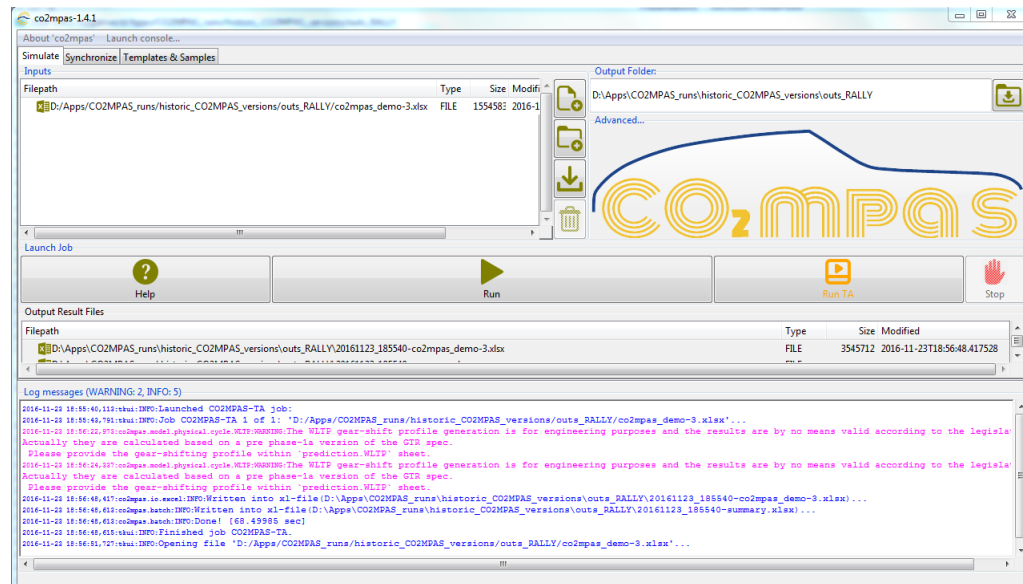 co2mpas-1.4.1
About 'co2mpas' Launch console...
Simulate Synchronize Templates & Samples
Inputs
Output Folder:
Filepath Type Size Modifi
D:/Apps/CO2MPAS_runs/historic_CO2MPAS_versions/outs_RALLY/co2mpas_demo-3.xlsx FILE 1554583 2016-1
D:\Apps\CO2MPAS_runs\historic_CO2MPAS_versions\outs_RALLY
Advanced...
CO2mpas
Launch Job
Help Run Run TA Stop
Output Result Files
Filepath Type Size Modified
D:\Apps\CO2MPAS_runs\historic_CO2MPAS_versions\outs_RALLY\20161123_185540-co2mpas_demo-3.xlsx FILE 3545712 2016-11-23T18:56:48.417528
Log messages (WARNING: 2, INFO: 5)
2016-11-23 18:55:40,113:tkui:INFO:Launched CO2MPAS-TA job:
2016-11-23 18:55:43,791:tkui:INFO:Job CO2MPAS-TA 1 of 1: 'D:/Apps/CO2MPAS_runs/historic_CO2MPAS_versions/outs_RALLY/co2mpas_demo-3.xlsx'...
2016-11-23 18:56:22,973:co2mpas.model.physical.cycle.WLTP:WARNING:The WLTP gear-shift profile generation is for engineering purposes and the results are by no means valid according to the legisla
Actually they are calculated based on a pre phase-1a version of the GTR spec.
Please provide the gear-shifting profile within `prediction.WLTP` sheet.
2016-11-23 18:56:24,337:co2mpas.model.physical.cycle.WLTP:WARNING:The WLTP gear-shift profile generation is for engineering purposes and the results are by no means valid according to the legisla
Actually they are calculated based on a pre phase-1a version of the GTR spec.
Please provide the gear-shifting profile within `prediction.WLTP` sheet.
2016-11-23 18:56:48,417:co2mpas.io.excel:INFO:Written into xl-file(D:\Apps\CO2MPAS_runs\historic_CO2MPAS_versions\outs_RALLY\20161123_185540-co2mpas_demo-3.xlsx)...
2016-11-23 18:56:48,613:co2mpas.batch:INFO:Written into xl-file(D:\Apps\CO2MPAS_runs\historic_CO2MPAS_versions\outs_RALLY\20161123_185540-summary.xlsx)...
2016-11-23 18:56:48,613:co2mpas.batch:INFO:Done! [68.49985 sec]
2016-11-23 18:56:48,615:tkui:INFO:Finished job CO2MPAS-TA.
2016-11-23 18:56:51,727:tkui:INFO:Opening file 'D:/Apps/CO2MPAS_runs/historic_CO2MPAS_versions/outs_RALLY/co2mpas_demo-3.xlsx'...